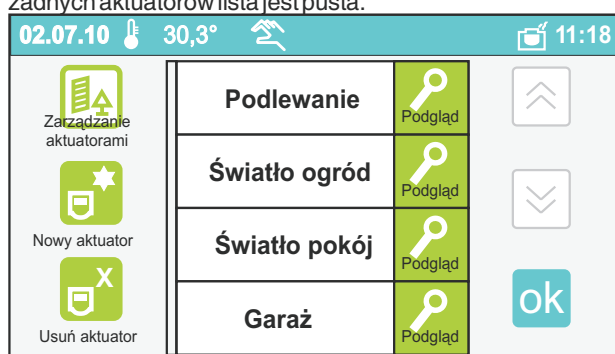 żadnych aktuatorów lista jest pusta.
02.07.10 30,3° 11:18
Zarządzanie
aktuatorami
Nowy aktuator
X
Usuń aktuator
Podlewanie
Podgląd
Światło ogród
Podgląd
Światło pokój
Podgląd
Garaż
Podgląd
ok